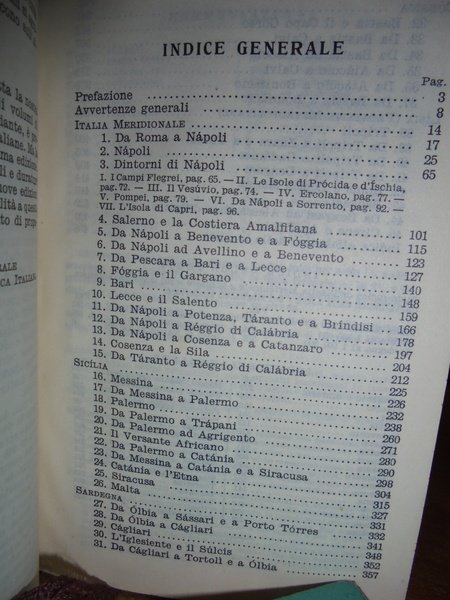 INDICE GENERALE
Pag.
Prefazione 3
Avvertenze generali 8
ITALIA MERIDIONALE 14
1. Da Roma a Nápoli 17
2. Nápoli 25
3. Dintorni di Nápoli 65
I. I Campi Flegrei, pag. 65. — II. Le Isole di Prócida e d'Íschia,
pag. 72. — III. Il Vesúvio, pag. 74. — IV. Ercolano, pag. 77. —
V. Pompei, pag. 79. — VI. Da Nápoli a Sorrento, pag. 92. —
VII. L'Isola di Capri, pag. 96.
4. Salerno e la Costiera Amalfitana 101
5. Da Nápoli a Benevento e a Fóggia 115
6. Da Nápoli ad Avellino e a Benevento 123
7. Da Pescara a Bari e a Lecce 127
8. Fóggia e il Gargano 140
9. Bari 148
10. Lecce e il Salento 159
11. Da Nápoli a Potenza, Táranto e a Bríndisi 166
12. Da Nápoli a Réggio di Calábria 178
13. Da Nápoli a Cosenza e a Catanzaro 197
14. Cosenza e la Sila 204
15. Da Táranto a Réggio di Calábria 212
SICÍLIA 225
16. Messina 226
17. Da Messina a Palermo 232
18. Palermo 238
19. Da Palermo a Trápani 260
20. Da Palermo ad Agrigento 271
21. Il Versante Africano 280
22. Da Palermo a Catánia 290
23. Da Messina a Catánia e a Siracusa 298
24. Catánia e l'Etna 304
25. Siracusa 315
26. Malta 327
SARDEGNA 331
27. Da Ólbia a Sássari e a Porto Tórres 332
28. Da Ólbia a Cágliari 341
29. Cágliari 348
30. L'Iglesiente e il Súlcis 352
31. Da Cágliari a Tortolì e a Ólbia 357